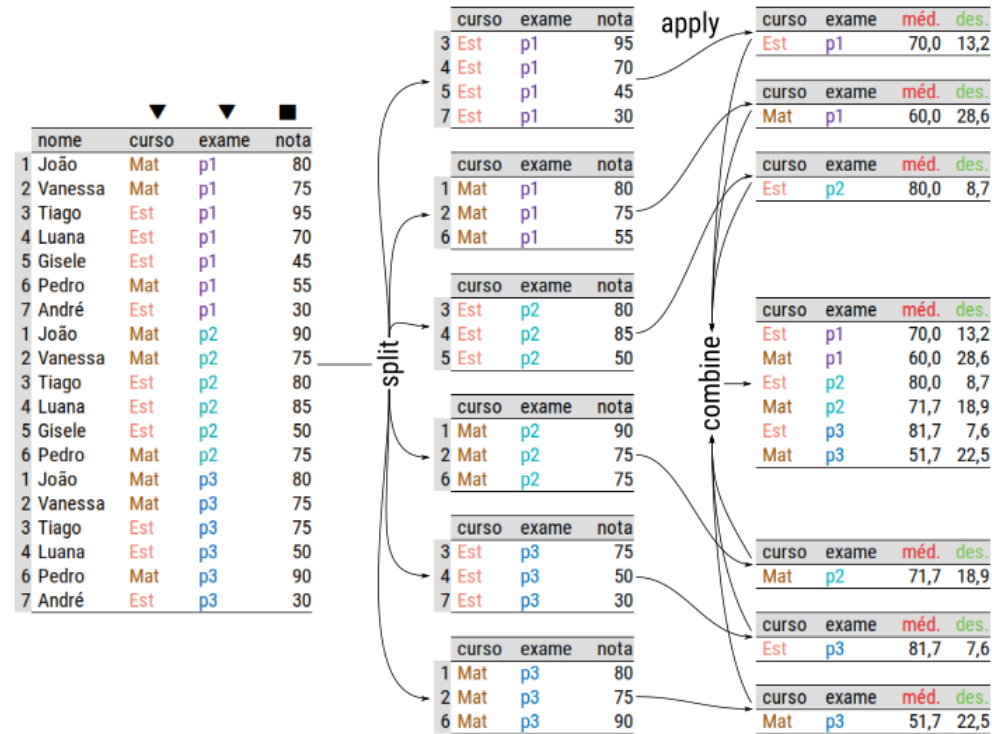 nome curso exame nota
1 João Mat p1 80
2 Vanessa Mat p1 75
3 Tiago Est p1 95
4 Luana Est p1 70
5 Gisele Est p1 45
6 Pedro Mat p1 55
7 André Est p1 30
1 João Mat p2 90
2 Vanessa Mat p2 75
3 Tiago Est p2 80
4 Luana Est p2 85
5 Gisele Est p2 50
6 Pedro Mat p2 75
1 João Mat p3 80
2 Vanessa Mat p3 75
3 Tiago Est p3 75
4 Luana Est p3 50
6 Pedro Mat p3 90
7 André Est p3 30
split
curso exame nota
3 Est p1 95
4 Est p1 70
5 Est p1 45
7 Est p1 30
curso exame nota
1 Mat p1 80
2 Mat p1 75
6 Mat p1 55
curso exame nota
3 Est p2 80
4 Est p2 85
5 Est p2 50
curso exame nota
1 Mat p2 90
2 Mat p2 75
6 Mat p2 75
curso exame nota
3 Est p3 75
4 Est p3 50
7 Est p3 30
curso exame nota
1 Mat p3 80
2 Mat p3 75
6 Mat p3 90
apply
curso exame méd. des.
Est p1 70,0 13,2
curso exame méd. des.
Mat p1 60,0 28,6
curso exame méd. des.
Est p2 80,0 8,7
combine
curso exame méd. des.
Est p1 70,0 13,2
Mat p1 60,0 28,6
Est p2 80,0 8,7
Mat p2 71,7 18,9
Est p3 81,7 7,6
Mat p3 51,7 22,5
curso exame méd. des.
Mat p2 71,7 18,9
curso exame méd. des.
Est p3 81,7 7,6
curso exame méd. des.
Mat p3 51,7 22,5